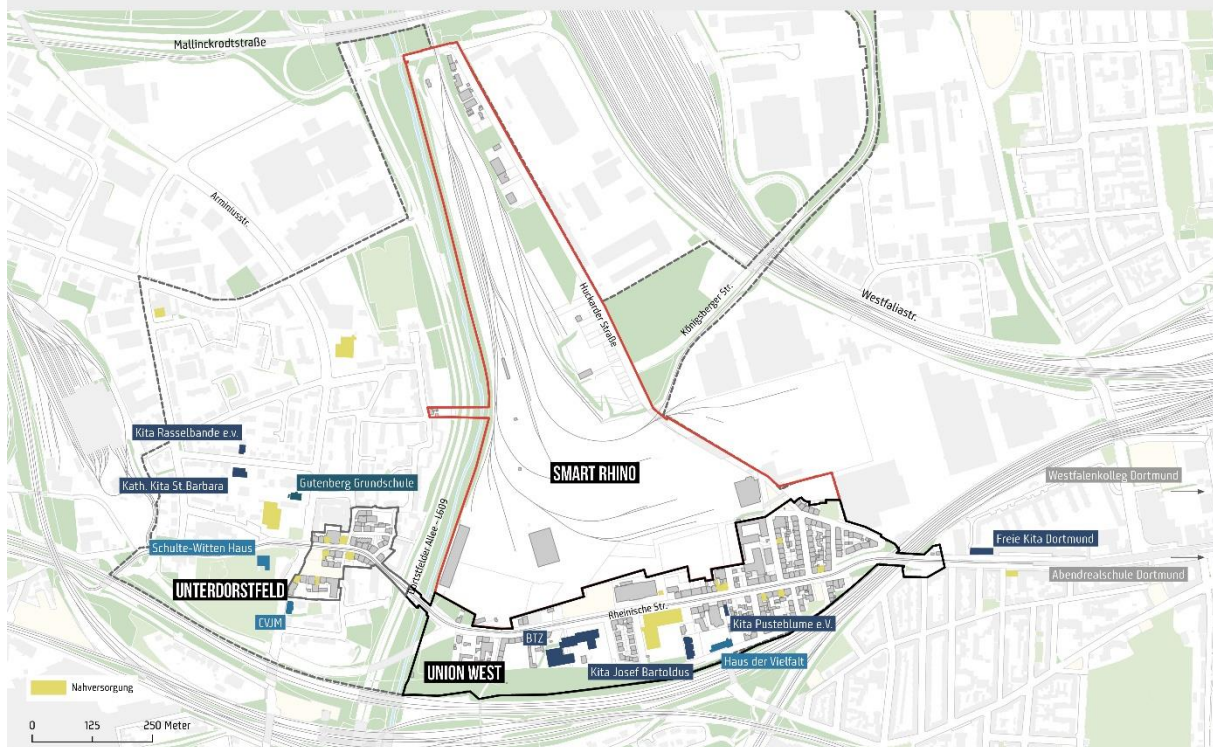 Mallinckrodtstraße
Arminiusstr.
Huckarder Straße
Königsberger Str.
Westfaliastr.
Kita Rasselbande e.v.
Kath. Kita St.Barbara
Gutenberg Grundschule
SMART RHINO
Westfalenkolleg Dortmund
Schulte-Witten Haus
Dortstfelder Allee - L609
Freie Kita Dortmund
UNTERDORSTFELD
Abendrealschule Dortmund
CVJM
Rheinische Str.
BTZ
Kita Pusteblume e.V.
Haus der Vielfalt
UNION WEST
Kita Josef Bartoldus
Nahversorgung
0 125 250 Meter